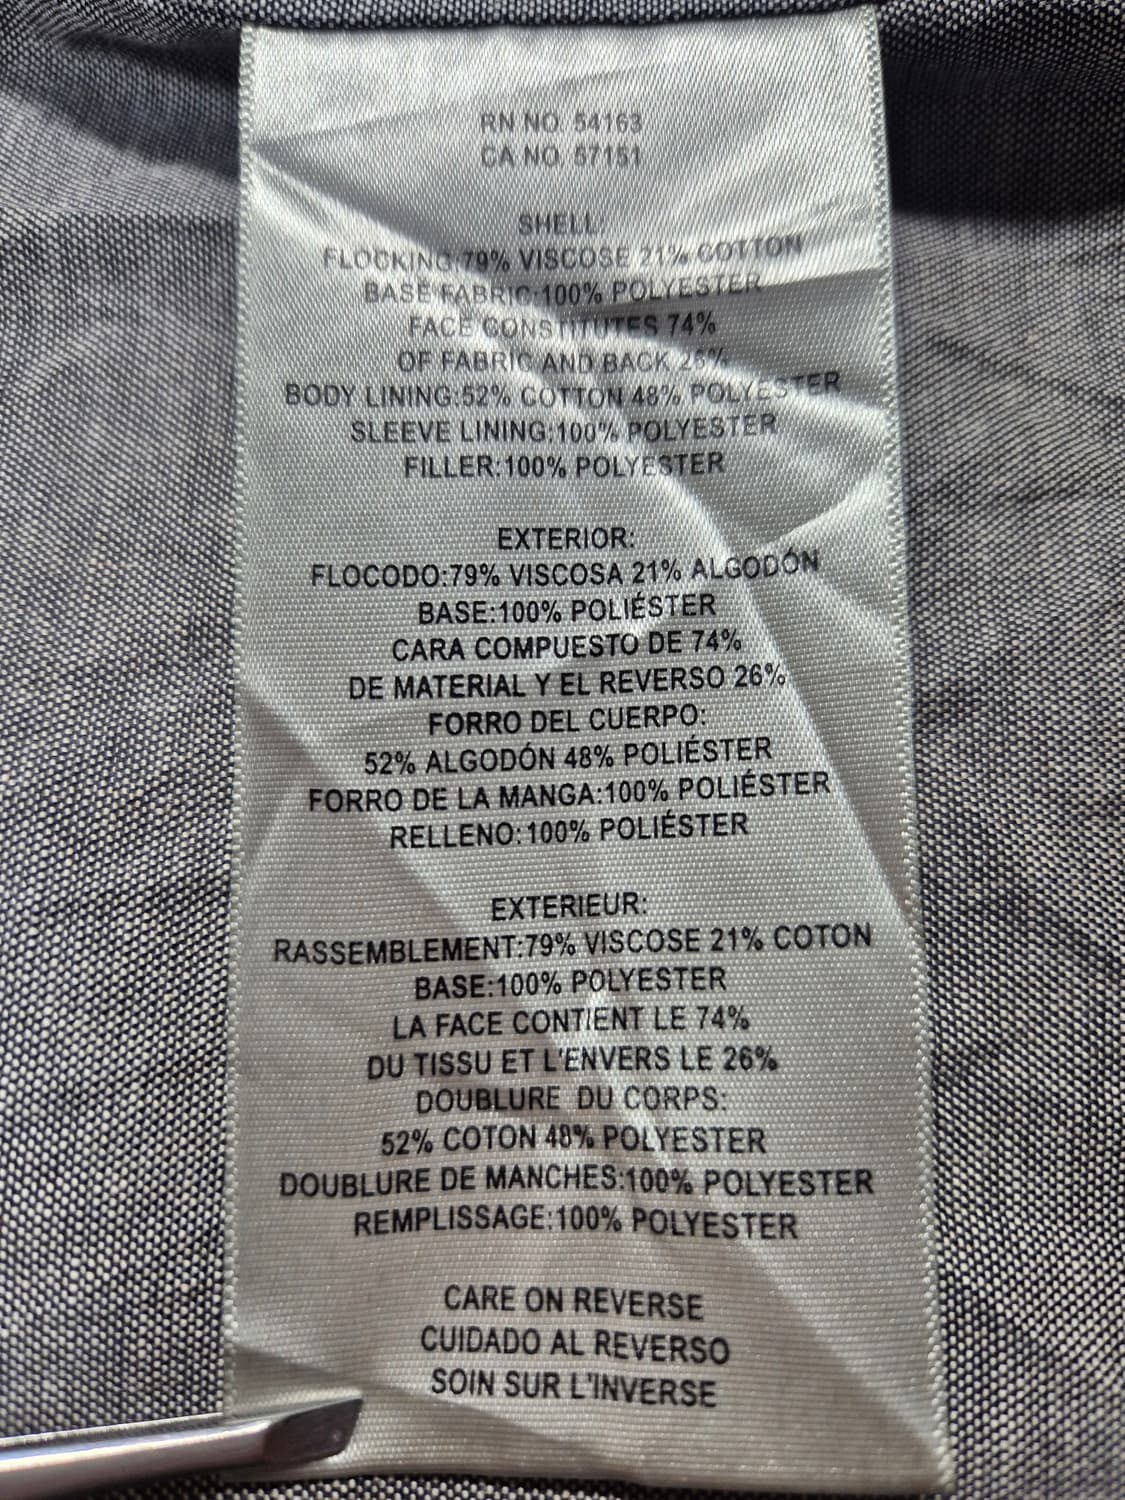 RN NO. 54163
CA NO. 57151
SHELL:
FLOCKING:79% VISCOSE 21% COTTON
BASE FABRIC:100% POLYESTER
FACE CONSTITUTES 74%
OF FABRIC AND BACK 26%
BODY LINING:52% COTTON 48% POLYESTER
SLEEVE LINING:100% POLYESTER
FILLER:100% POLYESTER
EXTERIOR:
FLOCODO:79% VISCOSA 21% ALGODÓN
BASE:100% POLIÉSTER
CARA COMPUESTO DE 74%
DE MATERIAL Y EL REVERSO 26%
FORRO DEL CUERPO:
52% ALGODÓN 48% POLIÉSTER
FORRO DE LA MANGA:100% POLIÉSTER
RELLENO:100% POLIÉSTER
EXTERIEUR:
RASSEMBLEMENT:79% VISCOSE 21% COTON
BASE:100% POLYESTER
LA FACE CONTIENT LE 74%
DU TISSU ET L'ENVERS LE 26%
DOUBLURE DU CORPS:
52% COTON 48% POLYESTER
DOUBLURE DE MANCHES:100% POLYESTER
REMPLISSAGE:100% POLYESTER
CARE ON REVERSE
CUIDADO AL REVERSO
SOIN SUR L'INVERSE